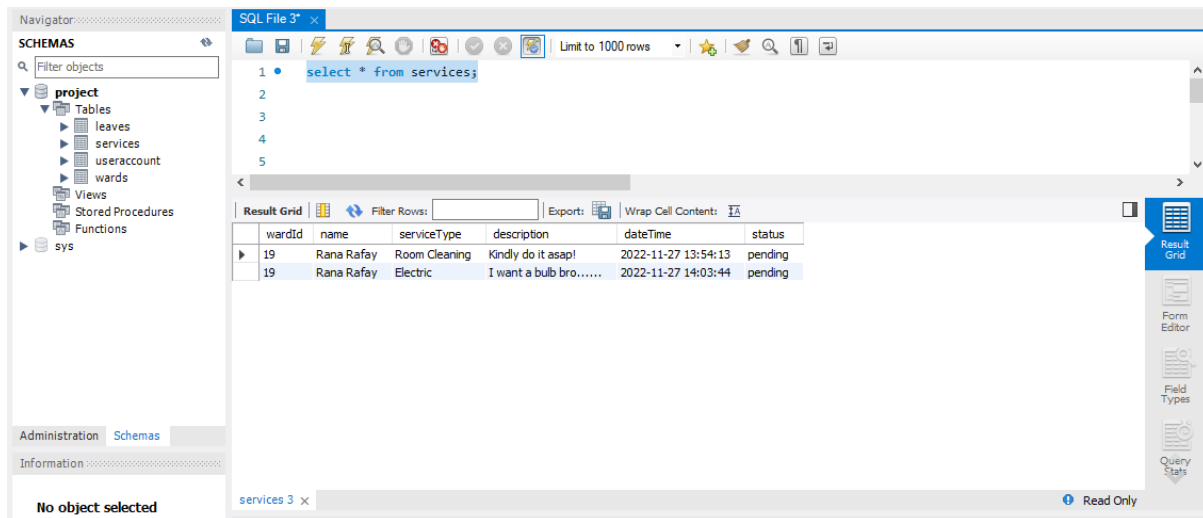 Navigator
SQL File 3*
SCHEMAS
Limit to 1000 rows
Filter objects
1 select * from services;
2
3
4
5
project
Tables
leaves
services
useraccount
wards
Views
Stored Procedures
Functions
sys
Result Grid Filter Rows: Export: Wrap Cell Content: IA
wardId name serviceType description dateTime status
19 Rana Rafay Room Cleaning Kindly do it asap! 2022-11-27 13:54:13 pending
19 Rana Rafay Electric I want a bulb bro...... 2022-11-27 14:03:44 pending
Result
Grid
Form
Editor
Field
Types
Query
Stats
Administration Schemas
Information
No object selected
services 3
Read Only